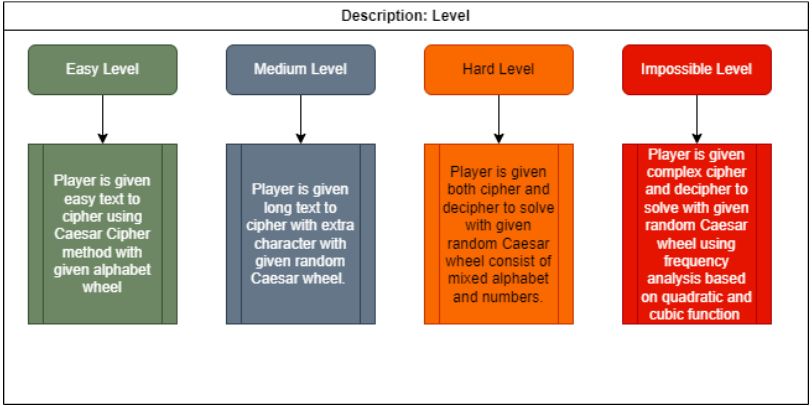 Description: Level
Easy Level
Medium Level
Hard Level
Impossible Level
Player is given
easy text to
cipher using
Caesar Cipher
method with
given alphabet
wheel
Player is given
long text to
cipher with extra
character with
given random
Caesar wheel.
Player is given
both cipher and
decipher to solve
with given
random Caesar
wheel consist of
mixed alphabet
and numbers.
Player is given
complex cipher
and decipher to
solve with given
random Caesar
wheel using
frequency
analysis based
on quadratic and
cubic function